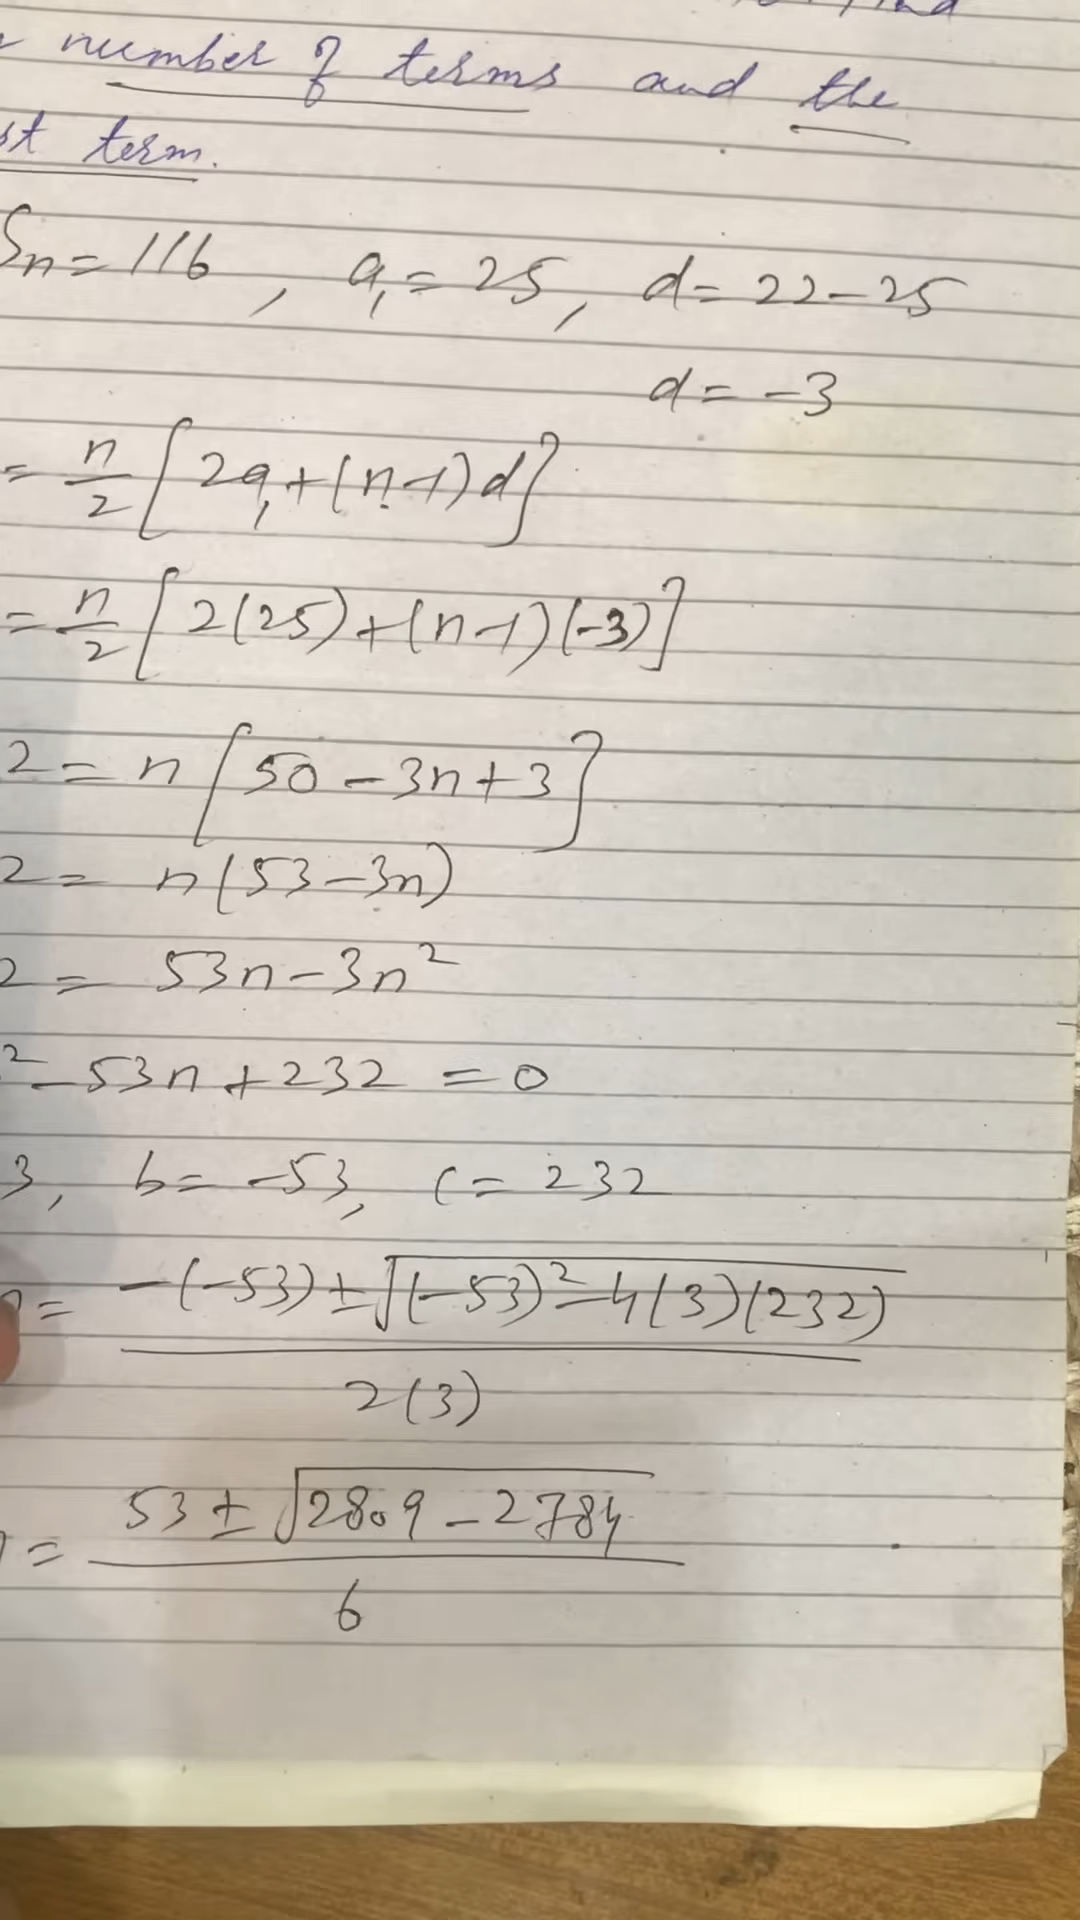 number of terms and the
st term.
Sn = 116, a₁ = 25, d = 22-25
d = -3
= n/2 [2a₁ + (n-1)d]
= n/2 [2(25) + (n-1)(-3)]
2 = n[50 - 3n + 3]
2 = n(53-3n)
2 = 53n - 3n²
² - 53n + 232 = 0
3, b = -53, c = 232
n = -(-53) ± √((-53)² - 4(3)(232)) / 2(3)
= 53 ± √(2809 - 2784) / 6